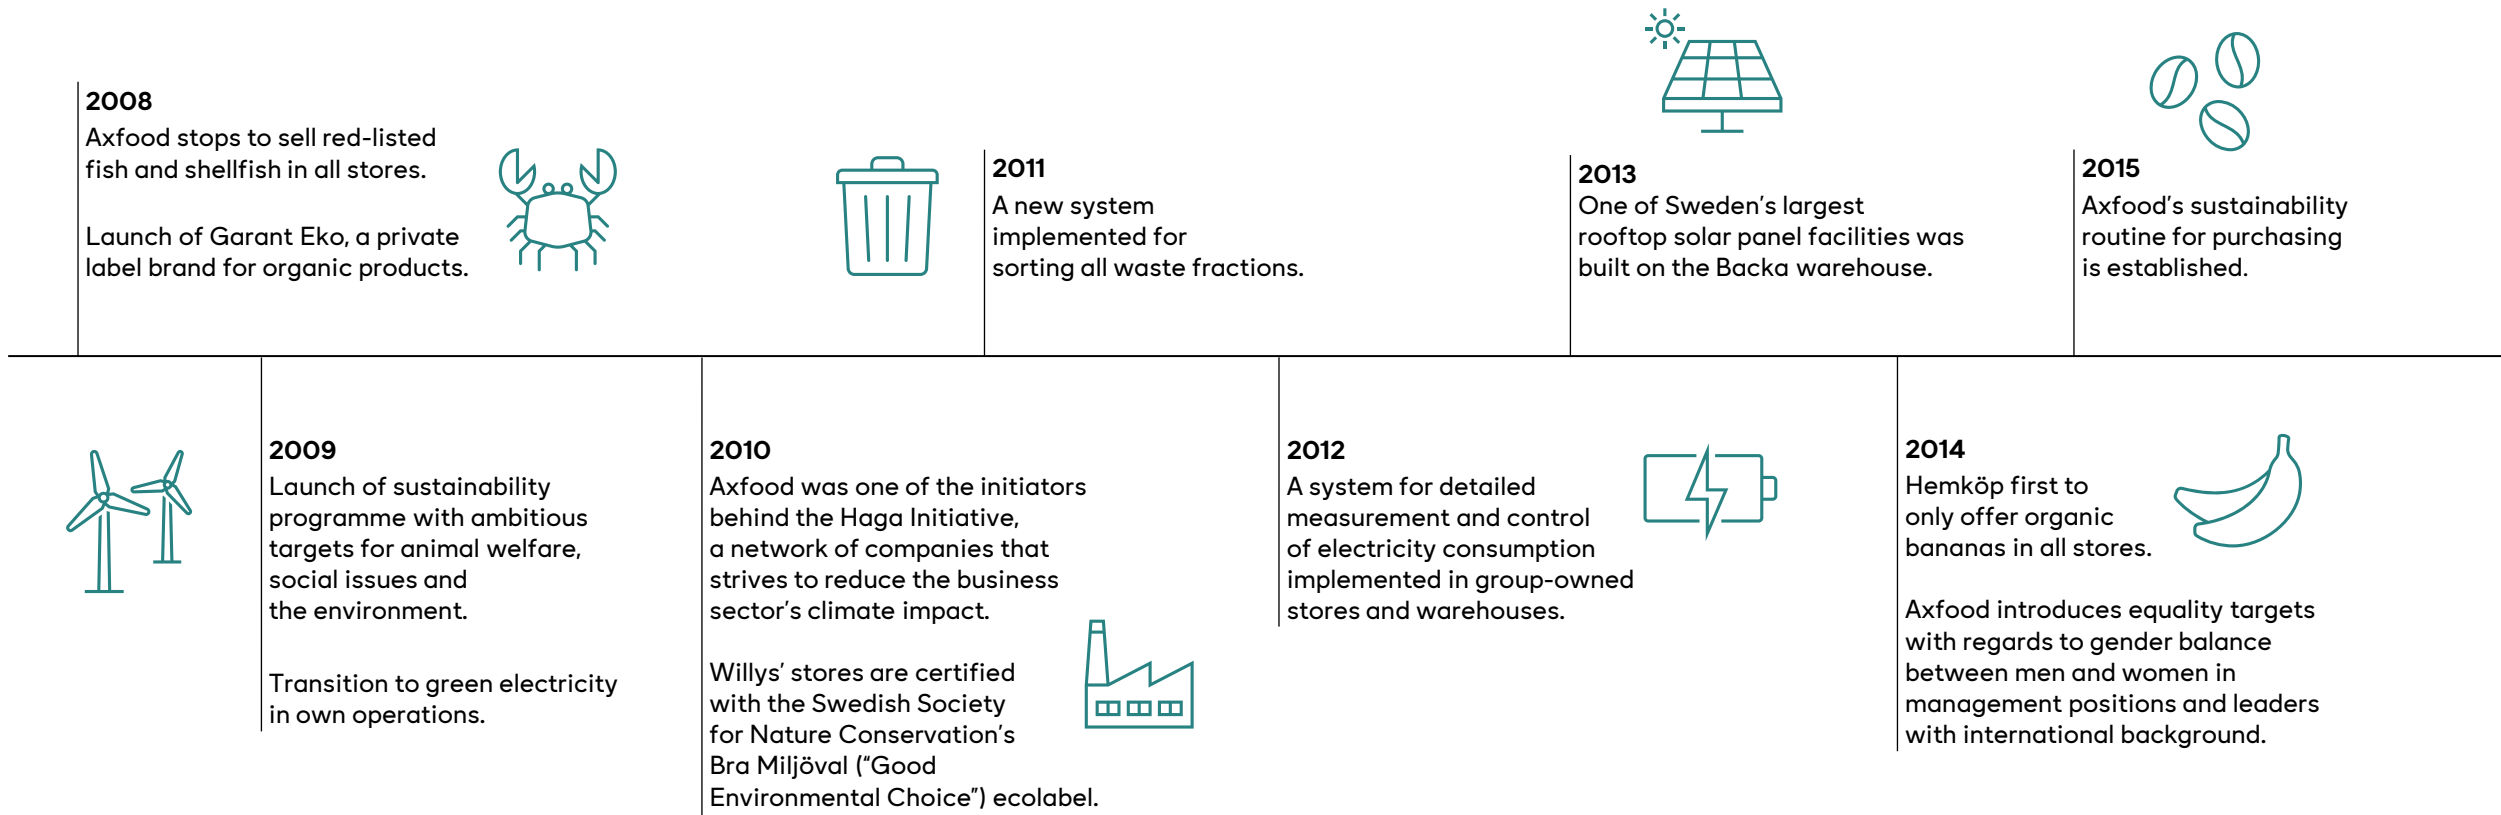 2008
Axfood stops to sell red-listed
fish and shellfish in all stores.
Launch of Garant Eko, a private
label brand for organic products.
2011
A new system
implemented for
sorting all waste fractions.
2013
One of Sweden's largest
rooftop solar panel facilities was
built on the Backa warehouse.
2015
Axfood's sustainability
routine for purchasing
is established.
2009
Launch of sustainability
programme with ambitious
targets for animal welfare,
social issues and
the environment.
Transition to green electricity
in own operations.
2010
Axfood was one of the initiators
behind the Haga Initiative,
a network of companies that
strives to reduce the business
sector's climate impact.
Willys' stores are certified
with the Swedish Society
for Nature Conservation's
Bra Miljöval (“Good
Environmental Choice”) ecolabel.
2012
A system for detailed
measurement and control
of electricity consumption
implemented in group-owned
stores and warehouses.
2014
Hemköp first to
only offer organic
bananas in all stores.
Axfood introduces equality targets
with regards to gender balance
between men and women in
management positions and leaders
with international background.